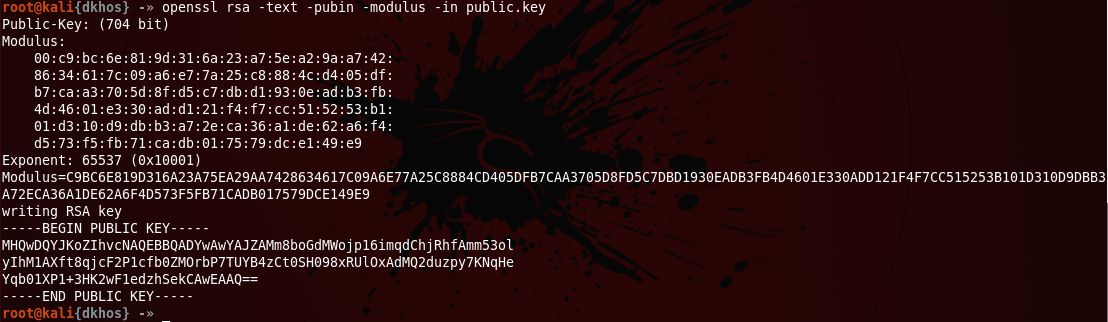 root@kali{dkhos} -» openssl rsa -text -pubin -modulus -in public.key
Public-Key: (704 bit)
Modulus:
    00:c9:bc:6e:81:9d:31:6a:23:a7:5e:a2:9a:a7:42:
    86:34:61:7c:09:a6:e7:7a:25:c8:88:4c:d4:05:df:
    b7:ca:a3:70:5d:8f:d5:c7:db:d1:93:0e:ad:b3:fb:
    4d:46:01:e3:30:ad:d1:21:f4:f7:cc:51:52:53:b1:
    01:d3:10:d9:db:b3:a7:2e:ca:36:a1:de:62:a6:f4:
    d5:73:f5:fb:71:ca:db:01:75:79:dc:e1:49:e9
Exponent: 65537 (0x10001)
Modulus=C9BC6E819D316A23A75EA29AA7428634617C09A6E77A25C8884CD405DFB7CAA3705D8FD5C7DBD1930EADB3FB4D4601E330ADD121F4F7CC515253B101D310D9DBB3
A72ECA36A1DE62A6F4D573F5FB71CADB017579DCE149E9
writing RSA key
-----BEGIN PUBLIC KEY-----
MHQwDQYJKoZIhvcNAQEBBQADYwAwYAJZAMm8boGdMWojp16imqdChjRhfAmm53ol
yIhM1AXft8qjcF2P1cfb0ZMOrbP7TUYB4zCt0SH098xRUlOxAdMQ2duzpy7KNqHe
Yqb01XP1+3HK2wF1edzhSekCAwEAAQ==
-----END PUBLIC KEY-----
root@kali{dkhos} -»